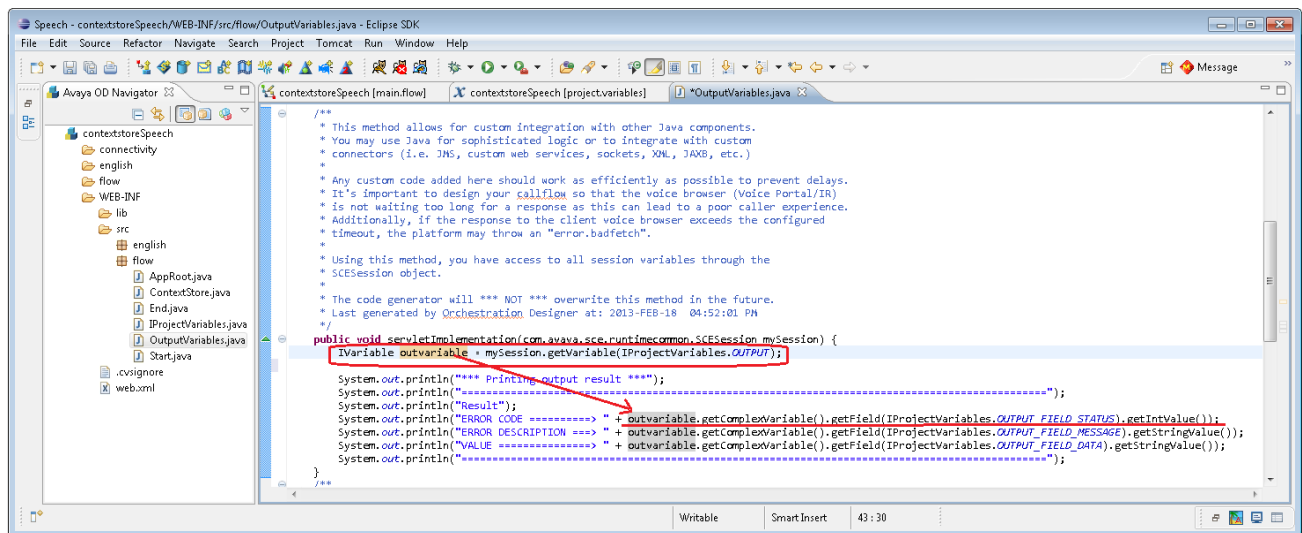 Speech - contextstoreSpeech/WEB-INF/src/flow/OutputVariables.java - Eclipse SDK
File Edit Source Refactor Navigate Search Project Tomcat Run Window Help
Message
Avaya OD Navigator
contextstoreSpeech [main.flow]
contextstoreSpeech [project.variables]
*OutputVariables.java
contextstoreSpeech
connectivity
english
flow
WEB-INF
lib
src
english
flow
AppRoot.java
ContextStore.java
End.java
IProjectVariables.java
OutputVariables.java
Start.java
.cvsignore
web.xml
/**
* This method allows for custom integration with other Java components.
* You may use Java for sophisticated logic or to integrate with custom
* connectors (i.e. JMS, custom web services, sockets, XML, JAXB, etc.)
*
* Any custom code added here should work as efficiently as possible to prevent delays.
* It's important to design your callflow so that the voice browser (Voice Portal/IR)
* is not waiting too long for a response as this can lead to a poor caller experience.
* Additionally, if the response to the client voice browser exceeds the configured
* timeout, the platform may throw an "error.badfetch".
*
* Using this method, you have access to all session variables through the
* SCESession object.
*
* The code generator will *** NOT *** overwrite this method in the future.
* Last generated by Orchestration Designer at: 2013-FEB-18 04:52:01 PM
*/
public void servletImplementation(com.avaya.sce.runtimecommon.SCESession mySession) {
IVariable outvariable = mySession.getVariable(IProjectVariables.OUTPUT);
System.out.println("*** Printing output result ***");
System.out.println("==========================================================================");
System.out.println("Result");
System.out.println("ERROR CODE ==========> " + outvariable.getComplexVariable().getField(IProjectVariables.OUTPUT_FIELD_STATUS).getIntValue());
System.out.println("ERROR DESCRIPTION ===> " + outvariable.getComplexVariable().getField(IProjectVariables.OUTPUT_FIELD_MESSAGE).getStringValue());
System.out.println("VALUE ===============> " + outvariable.getComplexVariable().getField(IProjectVariables.OUTPUT_FIELD_DATA).getStringValue());
System.out.println("==========================================================================");
}
/**
Writable
Smart Insert
43 : 30